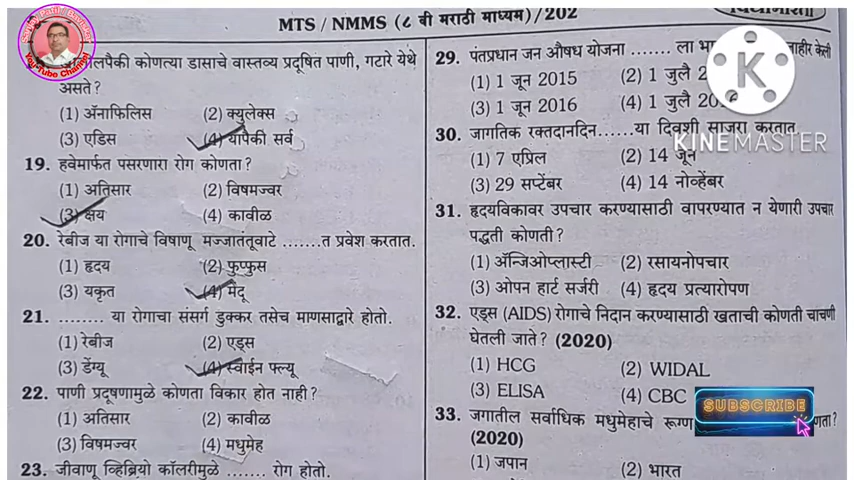 MTS / NMMS (८ वी मराठी माध्यम)/202
You-Tube Channel
कोणत्या डासाचे वास्तव्य प्रदूषित पाणी, गटारे येथे
असते?
(1) ॲनाफिलिस (2) क्युलेक्स
(3) एडिस (4) यापैकी सर्व
19. हवेमार्फत पसरणारा रोग कोणता?
(1) अतिसार (2) विषमज्वर
(3) क्षय (4) कावीळ
20. रेबीज या रोगाचे विषाणू मज्जातंतूवाटे .......त प्रवेश करतात.
(1) हृदय (2) फुप्फुस
(3) यकृत (4) मेंदू
21. ........ या रोगाचा संसर्ग डुक्कर तसेच माणसाद्वारे होतो.
(1) रेबीज (2) एड्स
(3) डेंग्यू (4) स्वाईन फ्ल्यू
22. पाणी प्रदूषणामुळे कोणता विकार होत नाही?
(1) अतिसार (2) कावीळ
(3) विषमज्वर (4) मधुमेह
23. जीवाणू व्हिब्रियो कॉलरीमुळे ....... रोग होतो.
29. पंतप्रधान जन औषध योजना ....... ला
(1) 1 जून 2015 (2) 1 जुलै
(3) 1 जून 2016 (4) 1 जुलै
30. जागतिक रक्तदानदिन......या दिवशी साजरा करतात
(1) 7 एप्रिल (2) 14 जून
(3) 29 सप्टेंबर (4) 14 नोव्हेंबर
31. हृदयविकावर उपचार करण्यासाठी वापरण्यात न येणारी उपचार
पद्धती कोणती?
(1) ॲन्जिओप्लास्टी (2) रसायनोपचार
(3) ओपन हार्ट सर्जरी (4) हृदय प्रत्यारोपण
32. एड्स (AIDS) रोगाचे निदान करण्यासाठी खताची कोणती चाचणी
घेतली जाते? (2020)
(1) HCG (2) WIDAL
(3) ELISA (4) CBC
33. जगातील सर्वाधिक मधुमेहाचे
(2020)
(1) जपान (2) भारत
K
KINEMASTER
SUBSCRIBE